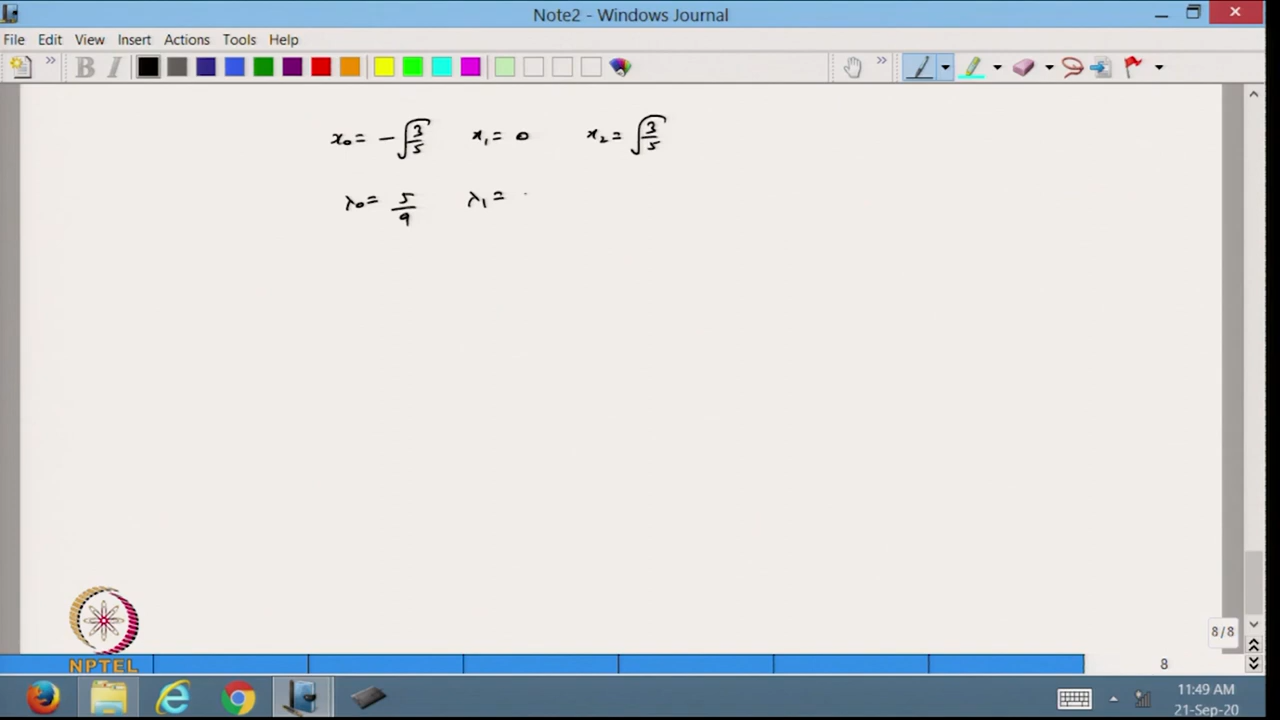 Note2 - Windows Journal
File Edit View Insert Actions Tools Help
B I
x₀ = -√(3/5) x₁ = 0 x₂ = √(3/5)
λ₀ = 5/9 λ₁ =
8/8
NPTEL
8
11:49 AM
21-Sep-20